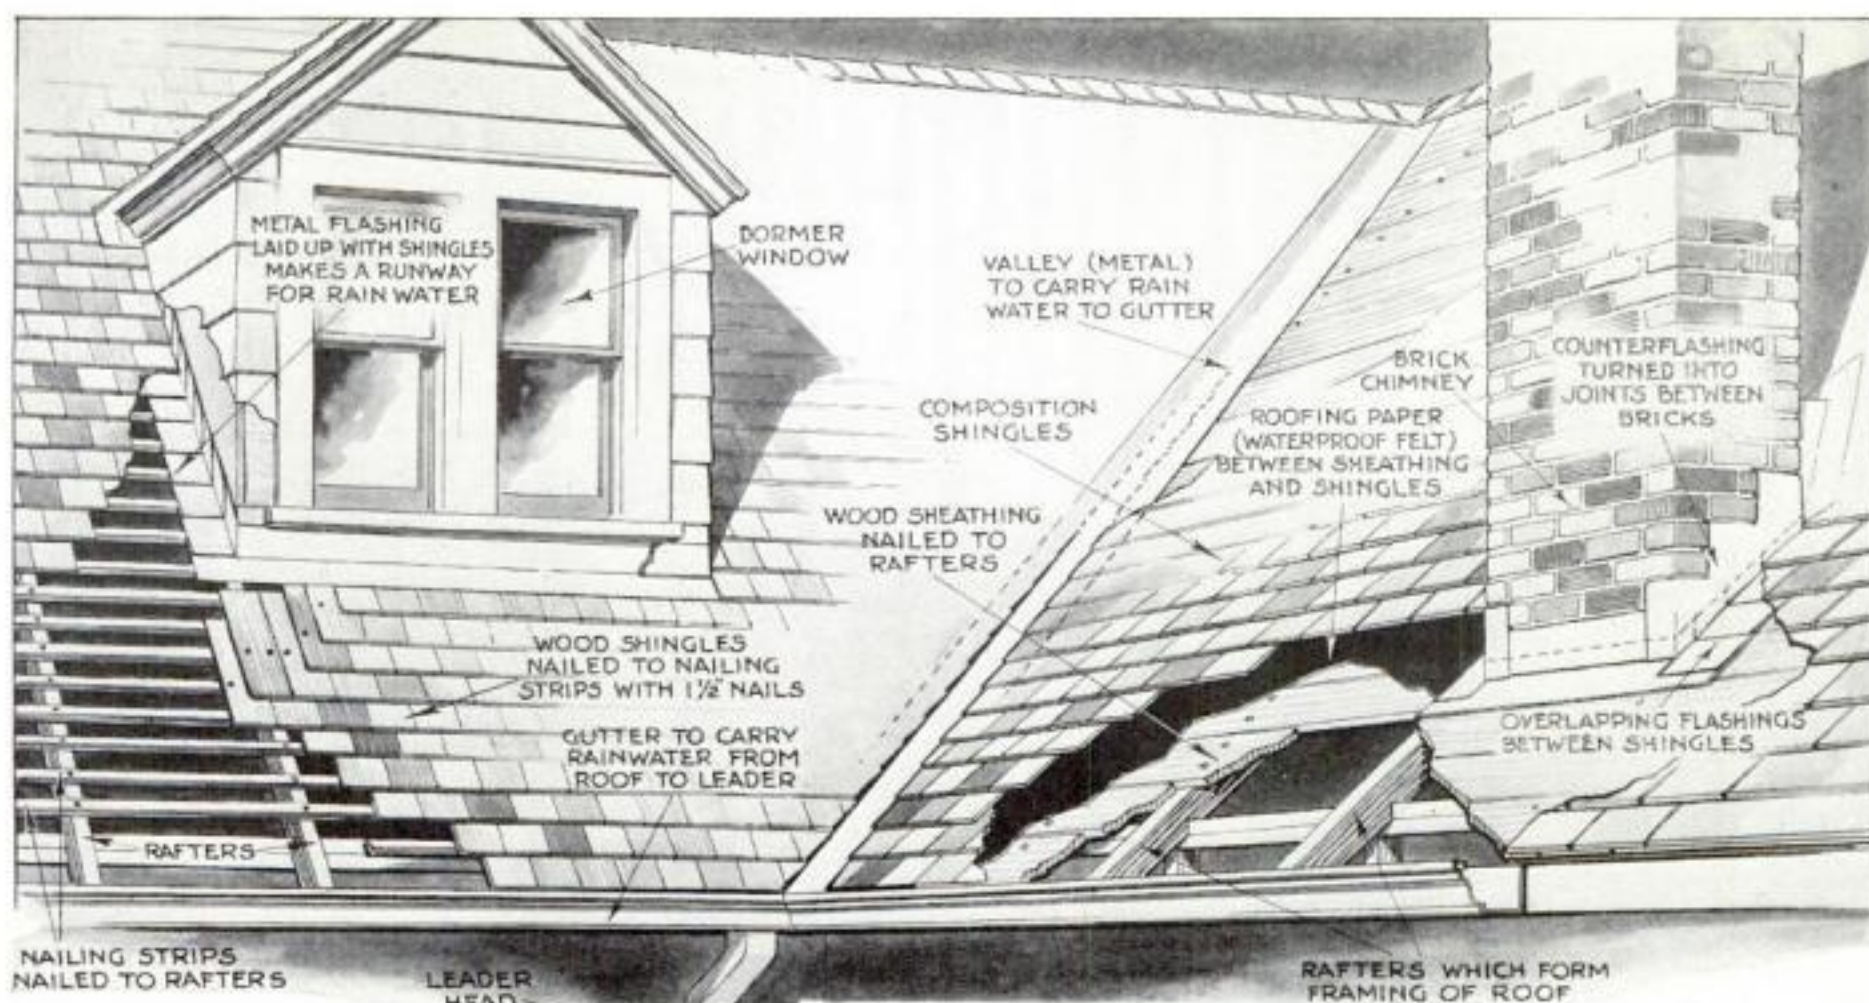 METAL FLASHING
LAID UP WITH SHINGLES
MAKES A RUNWAY
FOR RAIN WATER
DORMER
WINDOW
VALLEY (METAL)
TO CARRY RAIN
WATER TO GUTTER
BRICK
CHIMNEY
COUNTERFLASHING
TURNED INTO
JOINTS BETWEEN
BRICKS
COMPOSITION
SHINGLES
ROOFING PAPER
(WATERPROOF FELT)
BETWEEN SHEATHING
AND SHINGLES
WOOD SHEATHING
NAILED TO
RAFTERS
WOOD SHINGLES
NAILED TO NAILING
STRIPS WITH 1½" NAILS
GUTTER TO CARRY
RAINWATER FROM
ROOF TO LEADER
OVERLAPPING FLASHINGS
BETWEEN SHINGLES
RAFTERS
NAILING STRIPS
NAILED TO RAFTERS
LEADER
HEAD
RAFTERS WHICH FORM
FRAMING OF ROOF